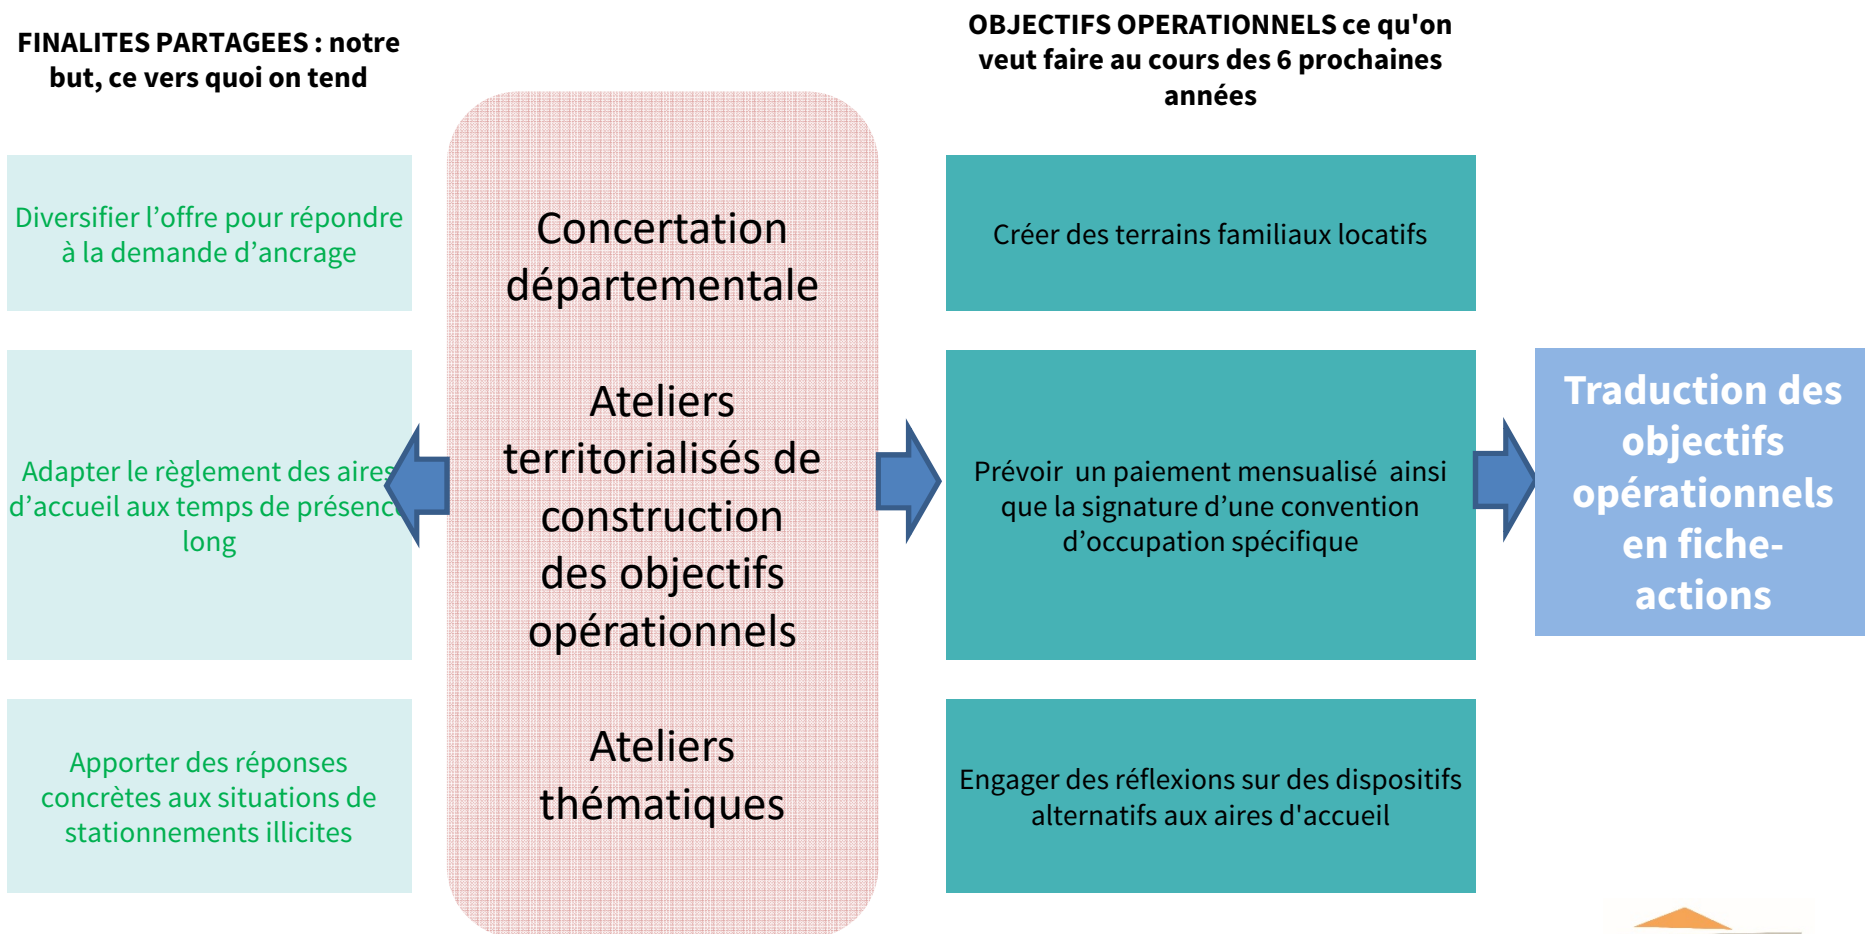 FINALITES PARTAGEES : notre
but, ce vers quoi on tend
Diversifier l’offre pour répondre
à la demande d’ancrage
Adapter le règlement des aires
d’accueil aux temps de présence
long
Apporter des réponses
concrètes aux situations de
stationnements illicites
Concertation
départementale
Ateliers
territorialisés de
construction
des objectifs
opérationnels
Ateliers
thématiques
OBJECTIFS OPERATIONNELS ce qu'on
veut faire au cours des 6 prochaines
années
Créer des terrains familiaux locatifs
Prévoir un paiement mensualisé ainsi
que la signature d’une convention
d’occupation spécifique
Engager des réflexions sur des dispositifs
alternatifs aux aires d'accueil
Traduction des
objectifs
opérationnels
en fiche-
actions